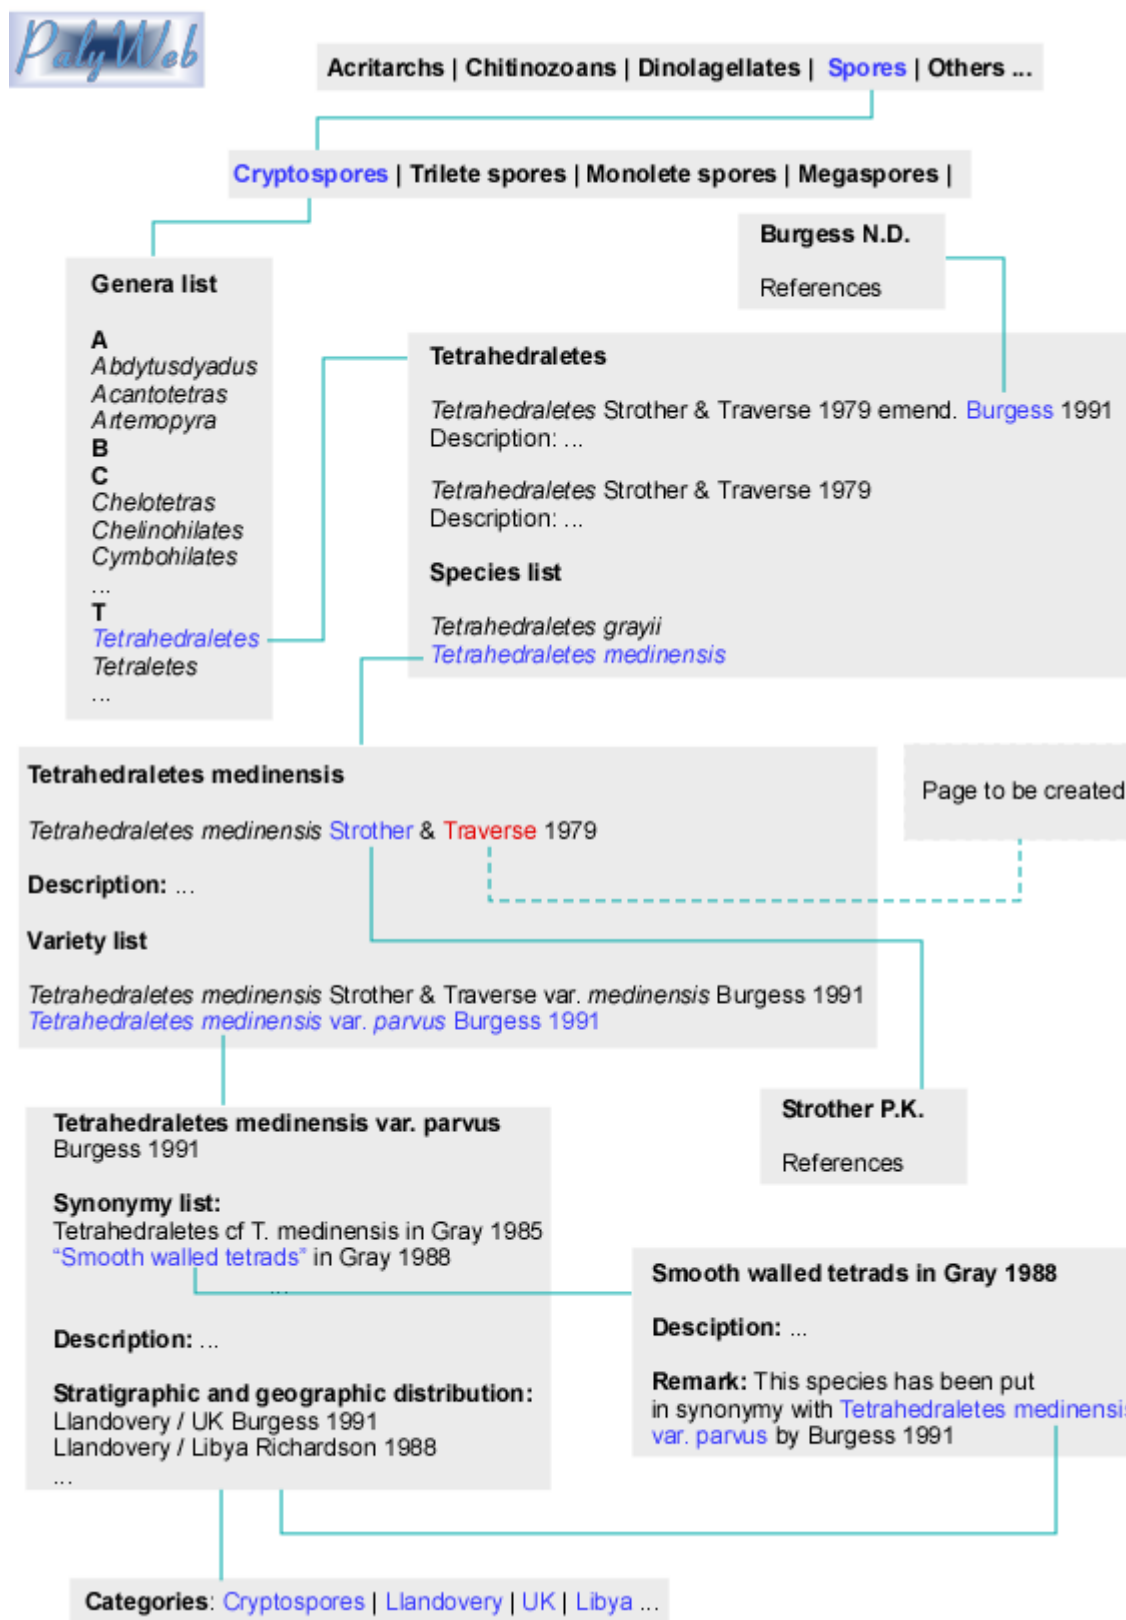 PalyWeb
Acritarchs | Chitinozoans | Dinolagellates | Spores | Others ...
Cryptospores | Trilete spores | Monolete spores | Megaspores |
Burgess N.D.
References
Genera list
A
Abdytusdyadus
Acantotetras
Artemopyra
B
C
Chelotetras
Chelinohilates
Cymbohilates
...
T
Tetrahedraletes
Tetraletes
...
Tetrahedraletes
Tetrahedraletes Strother & Traverse 1979 emend. Burgess 1991
Description: ...
Tetrahedraletes Strother & Traverse 1979
Description: ...
Species list
Tetrahedraletes grayii
Tetrahedraletes medinensis
Tetrahedraletes medinensis
Tetrahedraletes medinensis Strother & Traverse 1979
Description: ...
Variety list
Tetrahedraletes medinensis Strother & Traverse var. medinensis Burgess 1991
Tetrahedraletes medinensis var. parvus Burgess 1991
Page to be created
Strother P.K.
References
Tetrahedraletes medinensis var. parvus
Burgess 1991
Synonymy list:
Tetrahedraletes cf T. medinensis in Gray 1985
“Smooth walled tetrads” in Gray 1988
...
Description: ...
Stratigraphic and geographic distribution:
Llandovery / UK Burgess 1991
Llandovery / Libya Richardson 1988
...
Smooth walled tetrads in Gray 1988
Desciption: ...
Remark: This species has been put
in synonymy with Tetrahedraletes medinensis
var. parvus by Burgess 1991
Categories: Cryptospores | Llandovery | UK | Libya ...